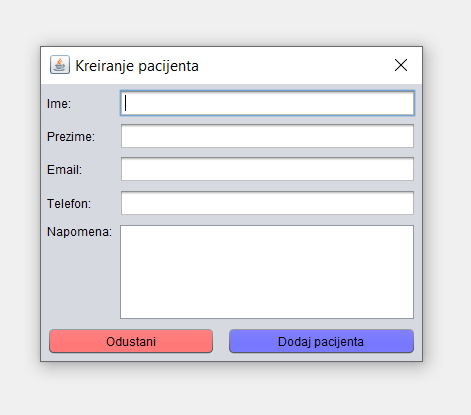 Kreiranje pacijenta
Ime:
Prezime:
Email:
Telefon:
Napomena:
Odustani
Dodaj pacijenta